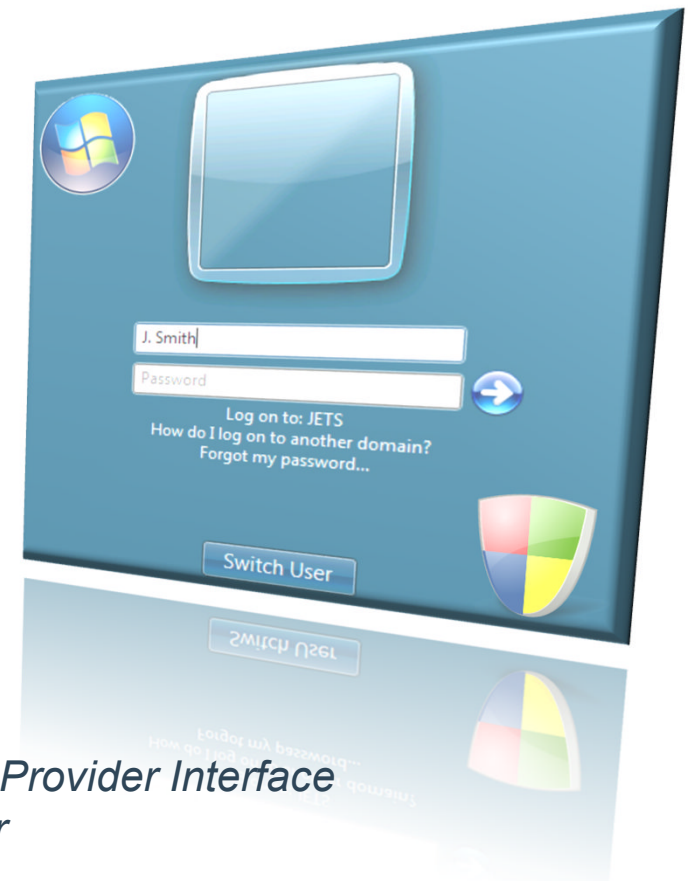 J. Smith
Password
Log on to: JETS
How do I log on to another domain?
Forgot my password...
Switch User
Provider Interface
r